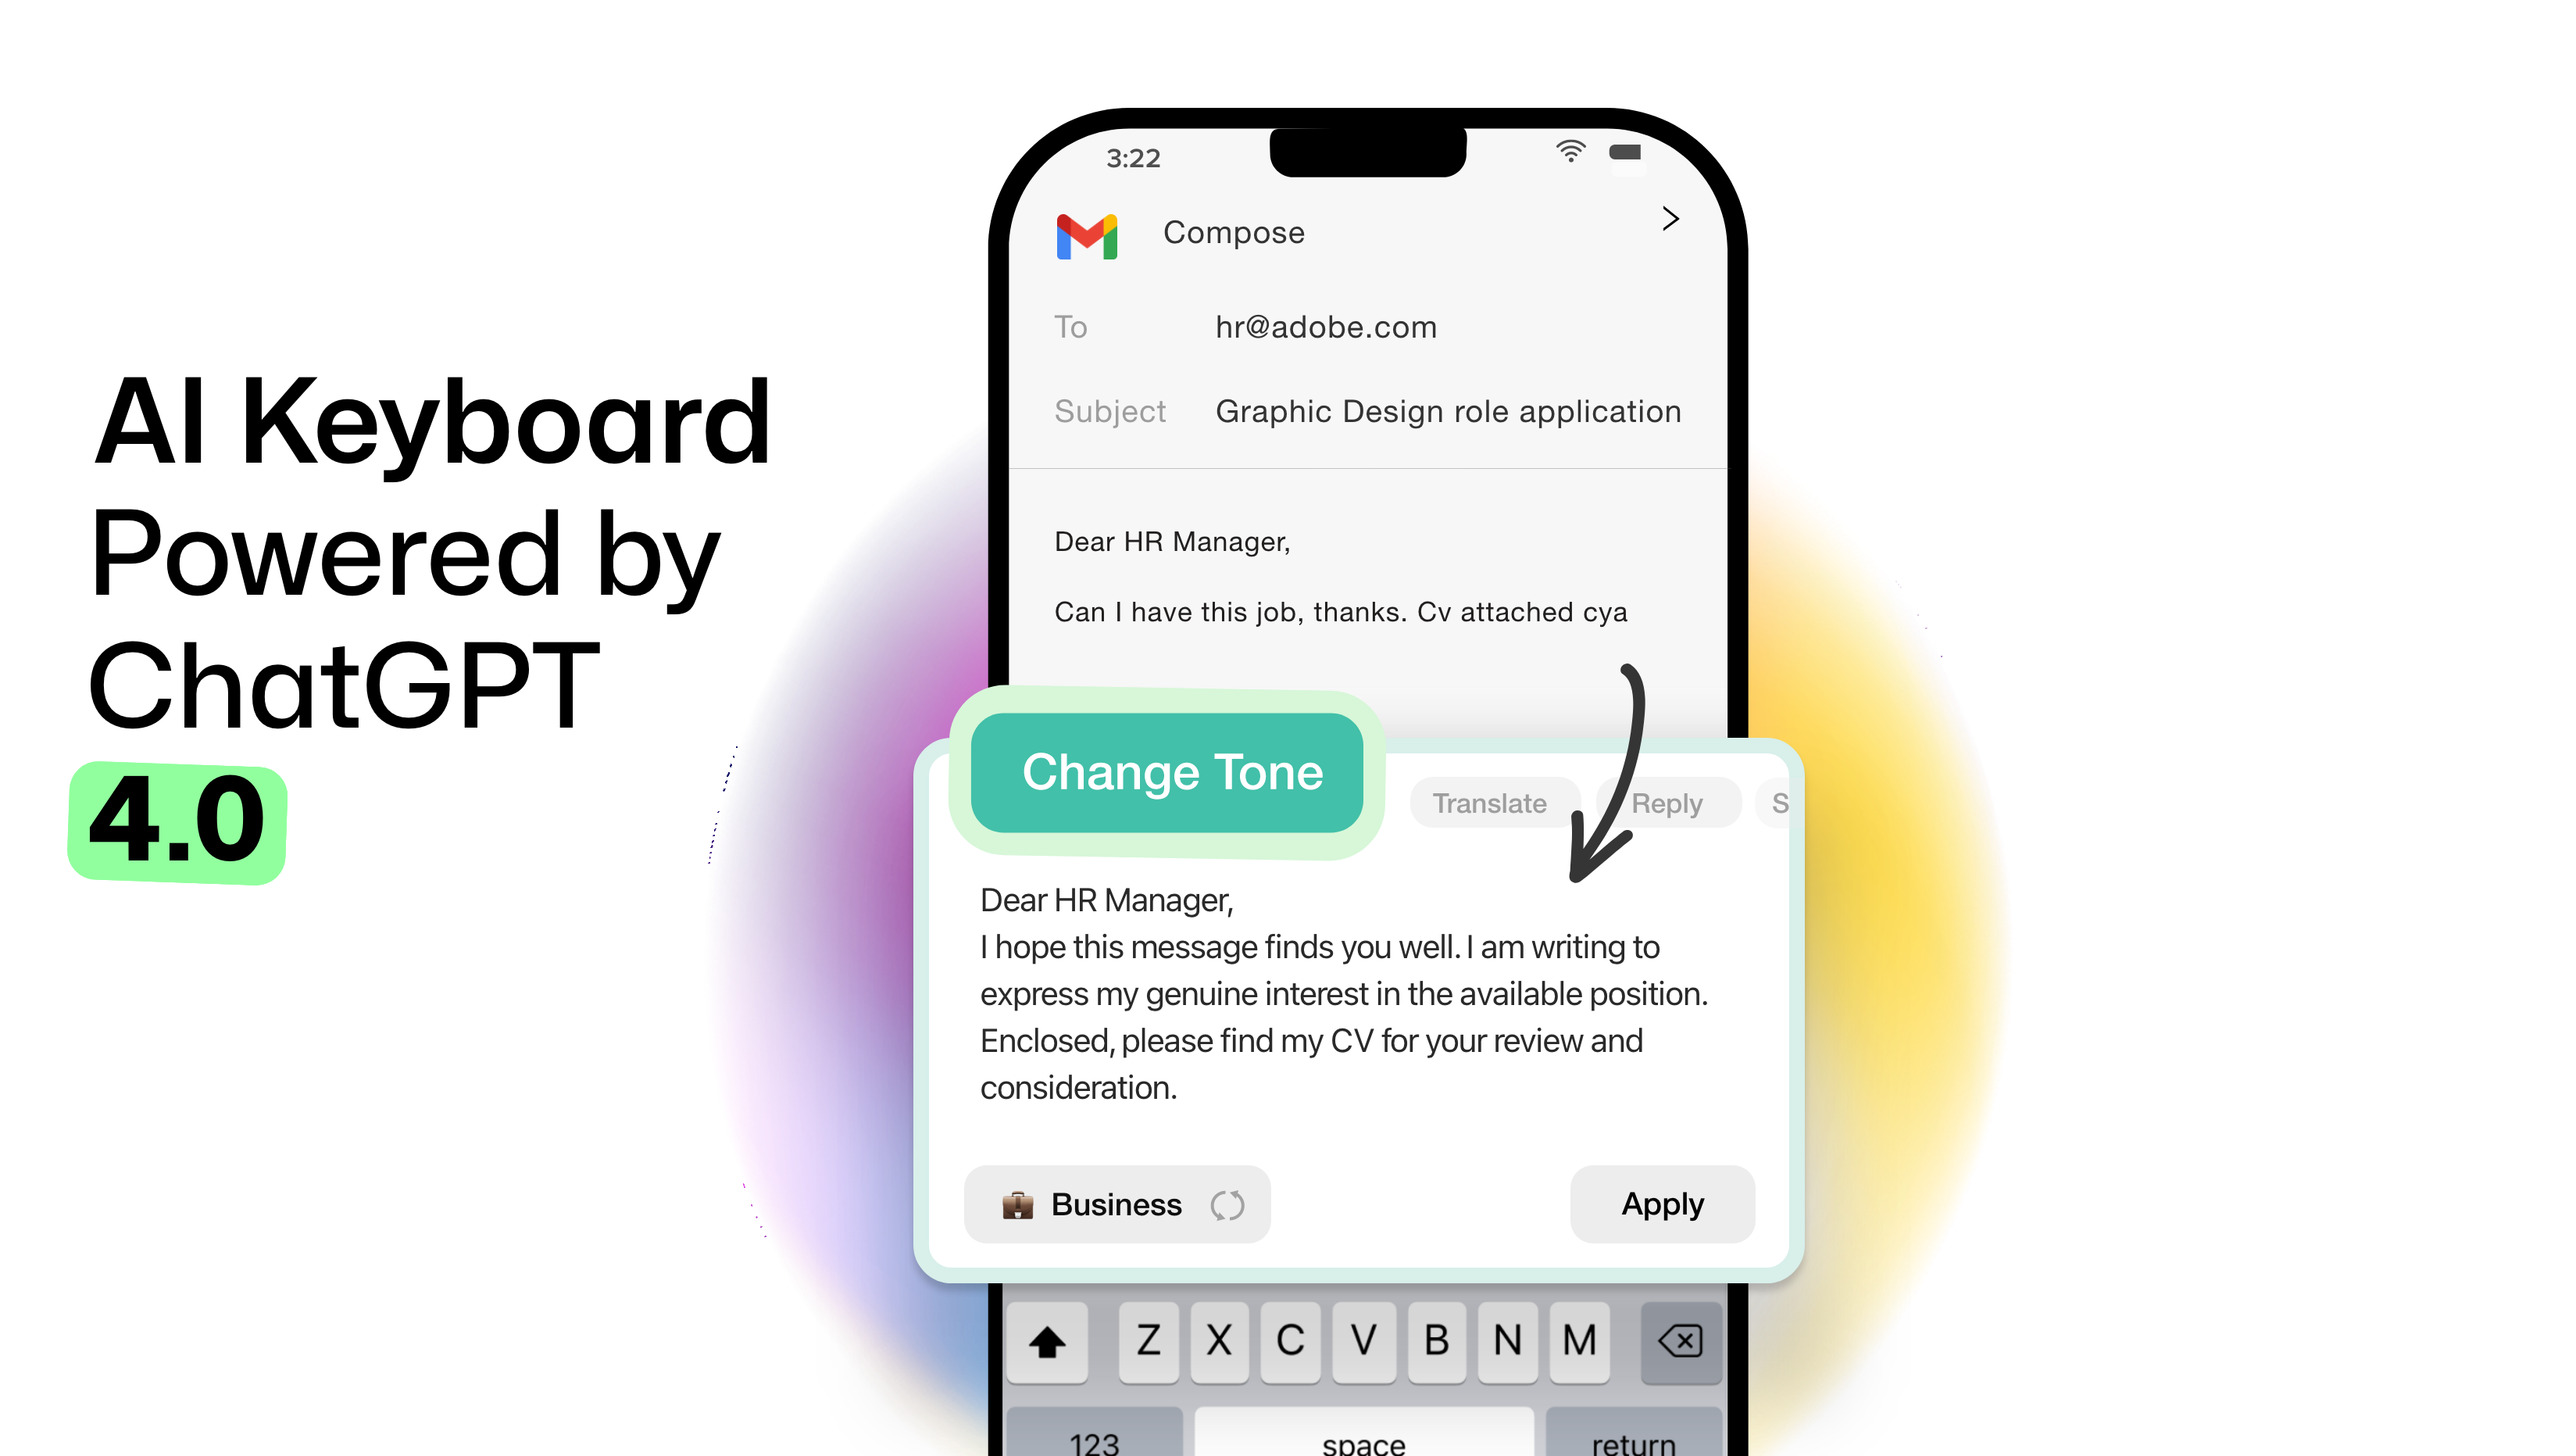 AI Keyboard
Powered by
ChatGPT
4.0
3:22
Compose
To hr@adobe.com
Subject Graphic Design role application
Dear HR Manager,
Can I have this job, thanks. Cv attached cya
Change Tone Translate Reply S
Dear HR Manager,
I hope this message finds you well. I am writing to
express my genuine interest in the available position.
Enclosed, please find my CV for your review and
consideration.
Business Apply
Z X C V B N M
123 space return